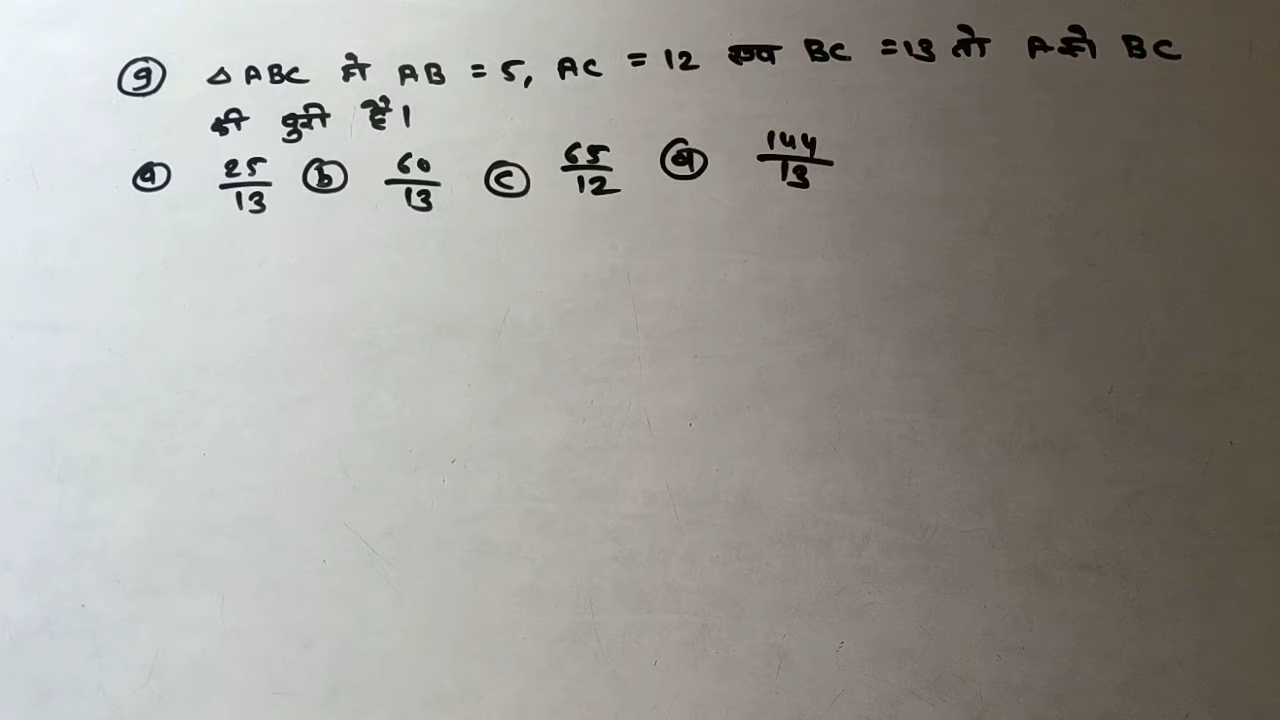 9 △ ABC मे AB = 5, AC = 12 एव BC = 13 तो A से BC
की दुरी है।
a 25/13 b 60/13 c 65/12 d 144/13